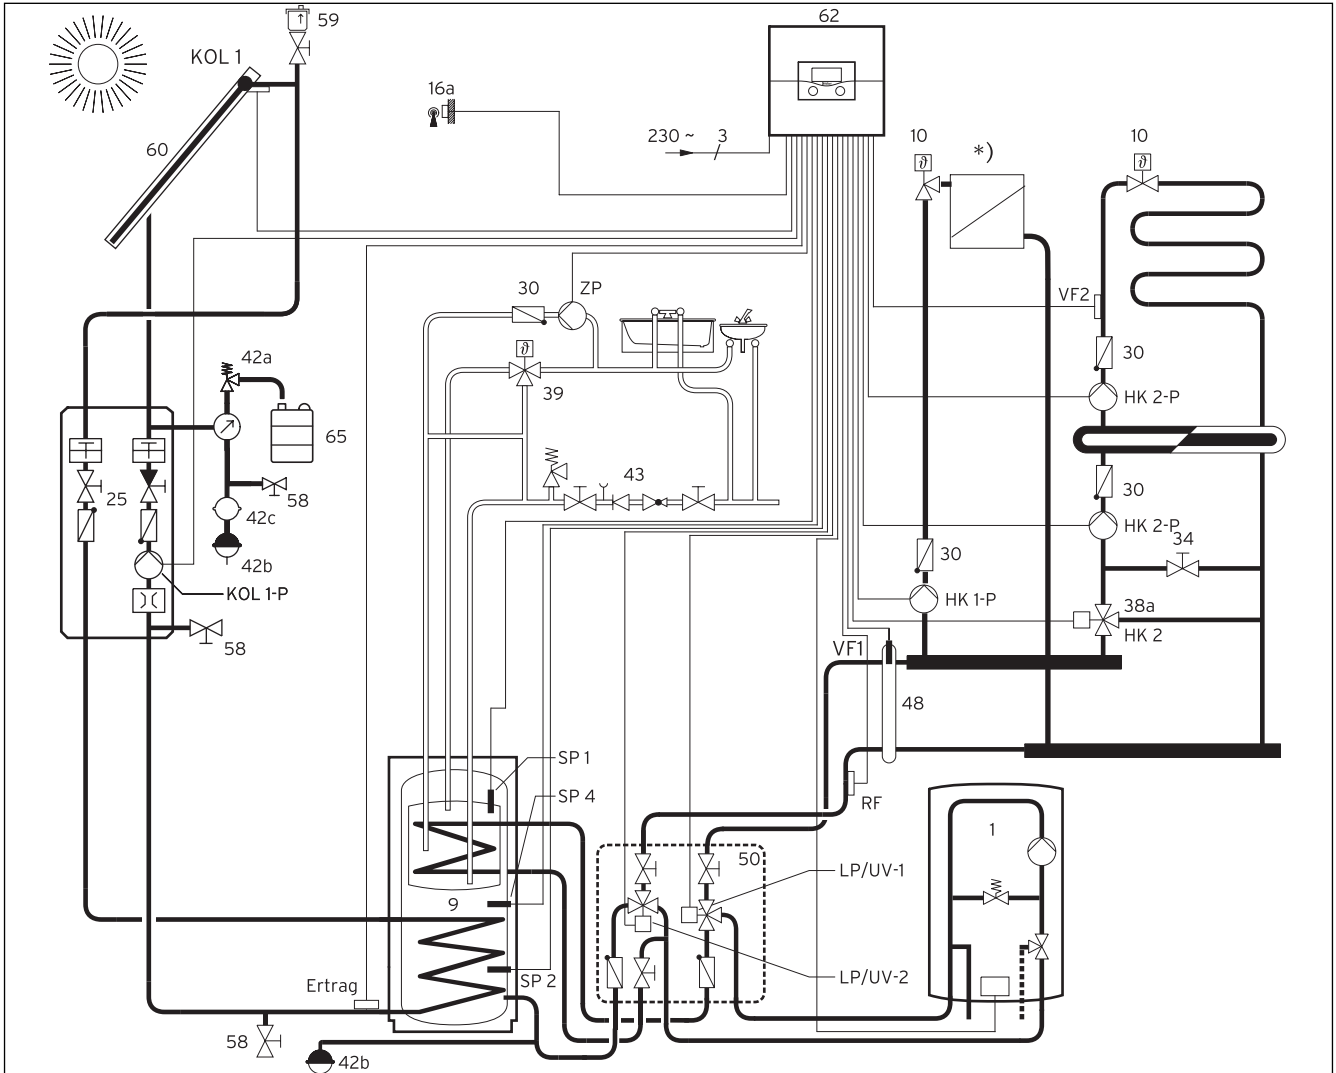 59
62
KOL 1
16a
60
230 ~
3
10
*)
10
ϑ
ϑ
30
ZP
VF2
42a
ϑ
30
39
HK 2-P
65
43
25
58
30
42c
HK 2-P
34
42b
30
KOL 1-P
HK 1-P
38a
HK 2
58
VF1
48
SP 1
SP 4
RF
1
50
LP/UV-1
9
SP 2
LP/UV-2
Ertrag
58
42b